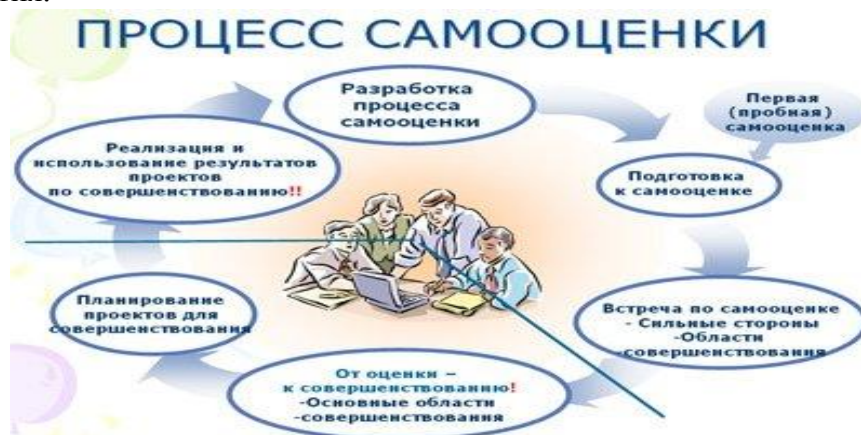 ПРОЦЕСС САМООЦЕНКИ
Разработка
процесса
самооценки
Первая
(пробная)
самооценка
Подготовка
к самооценке
Встреча по самооценке
- Сильные стороны
-Области
-совершенствования
От оценки –
к совершенствованию!
-Основные области
-совершенствования
Планирование
проектов для
совершенствования
Реализация и
использование результатов
проектов
по совершенствованию!!